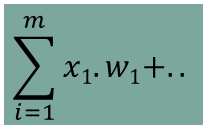 m
∑ x₁. w₁+..
i=1